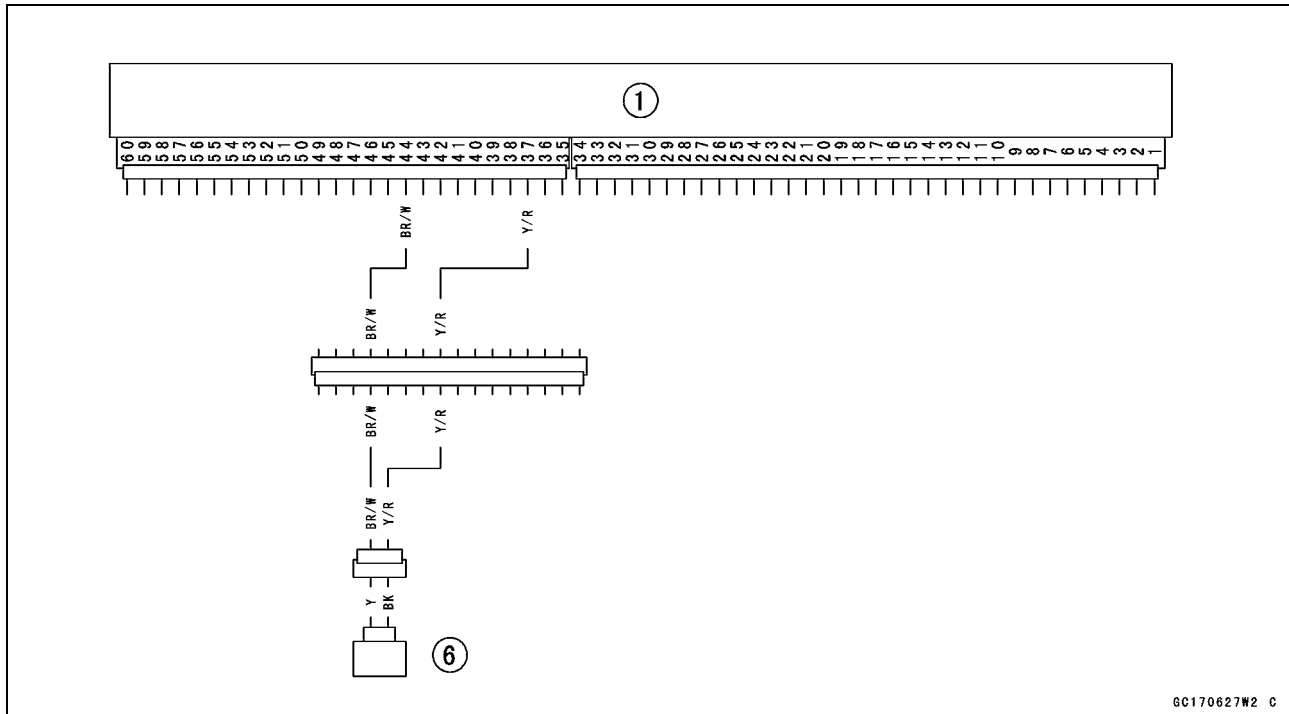 ①
60 59 58 57 56 55 54 53 52 51 50 49 48 47 46 45 44 43 42 41 40 39 38 37 36 35 34 33 32 31 30 29 28 27 26 25 24 23 22 21 20 19 18 17 16 15 14 13 12 11 10 9 8 7 6 5 4 3 2 1
BR/W Y/R
BR/W Y/R
BR/W Y/R
BR/W Y/R
Y BK
⑥
GC170627W2 C